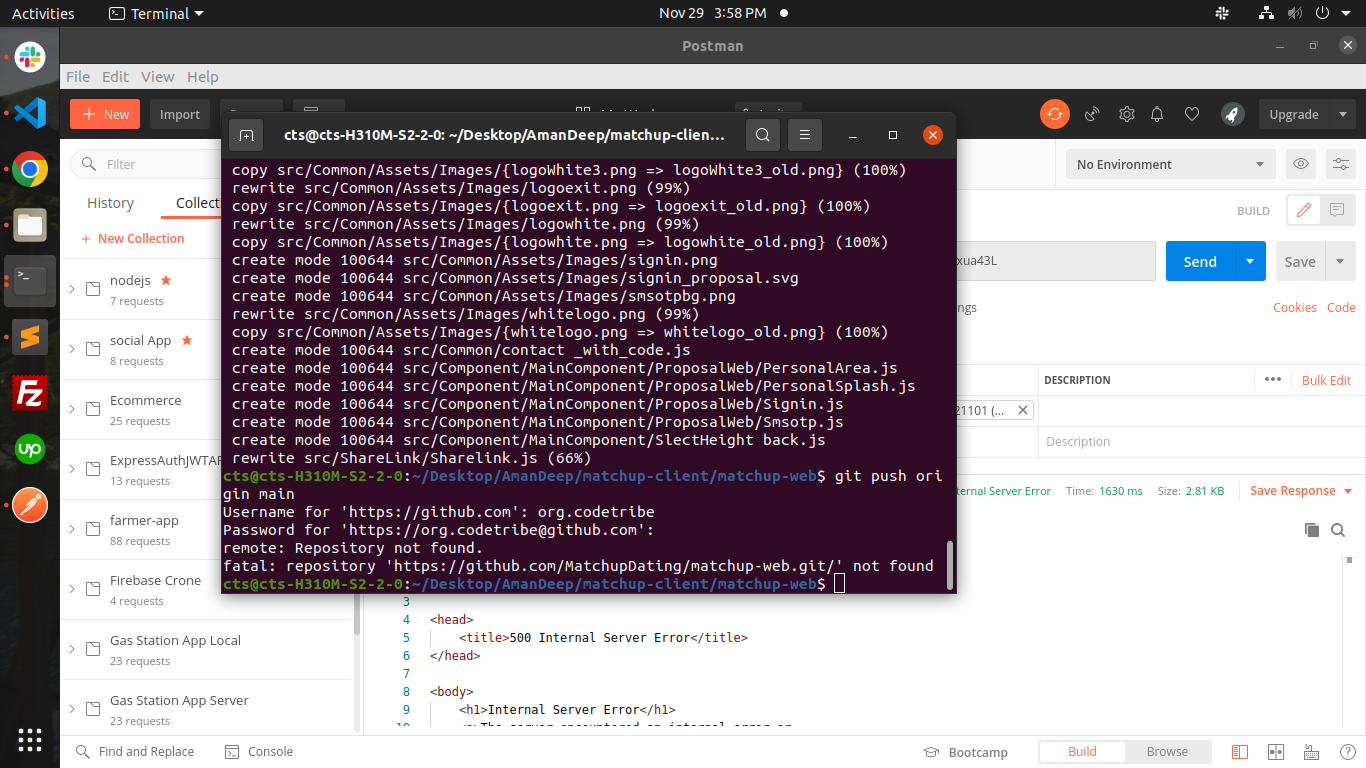 Activities
Terminal
Nov 29 3:58 PM
Postman
File Edit View Help
New
Import
Upgrade
cts@cts-H310M-S2-2-0: ~/Desktop/AmanDeep/matchup-clien...
Filter
No Environment
History
BUILD
+ New Collection
Send
Save
Cookies Code
nodejs
7 requests
social App
8 requests
DESCRIPTION
Bulk Edit
Ecommerce
25 requests
Description
13 requests
Internal Server Error
Time: 1630 ms
Size: 2.81 KB
Save Response
farmer-app
88 requests
Firebase Crone
4 requests
Gas Station App Local
23 requests
Gas Station App Server
23 requests
copy src/Common/Assets/Images/{logoWhite3.png => logoWhite3_old.png} (100%)
rewrite src/Common/Assets/Images/logoexit.png (99%)
copy src/Common/Assets/Images/{logoexit.png => logoexit_old.png} (100%)
rewrite src/Common/Assets/Images/logowhite.png (99%)
copy src/Common/Assets/Images/{logowhite.png => logowhite_old.png} (100%)
create mode 100644 src/Common/Assets/Images/signin.png
create mode 100644 src/Common/Assets/Images/signin_proposal.svg
create mode 100644 src/Common/Assets/Images/smsotpbg.png
rewrite src/Common/Assets/Images/whitelogo.png (99%)
copy src/Common/Assets/Images/{whitelogo.png => whitelogo_old.png} (100%)
create mode 100644 src/Common/contact _with_code.js
create mode 100644 src/Component/MainComponent/ProposalWeb/PersonalArea.js
create mode 100644 src/Component/MainComponent/ProposalWeb/PersonalSplash.js
create mode 100644 src/Component/MainComponent/ProposalWeb/Signin.js
create mode 100644 src/Component/MainComponent/ProposalWeb/Smsotp.js
create mode 100644 src/Component/MainComponent/SlectHeight back.js
rewrite src/ShareLink/Sharelink.js (66%)
cts@cts-H310M-S2-2-0:~/Desktop/AmanDeep/matchup-client/matchup-web$ git push ori
gin main
Username for 'https://github.com': org.codetribe
Password for 'https://org.codetribe@github.com':
remote: Repository not found.
fatal: repository 'https://github.com/MatchupDating/matchup-web.git/' not found
cts@cts-H310M-S2-2-0:~/Desktop/AmanDeep/matchup-client/matchup-web$
3
4 <head>
5 <title>500 Internal Server Error</title>
6 </head>
7
8 <body>
9 <h1>Internal Server Error</h1>
Find and Replace
Console
Bootcamp
Build
Browse